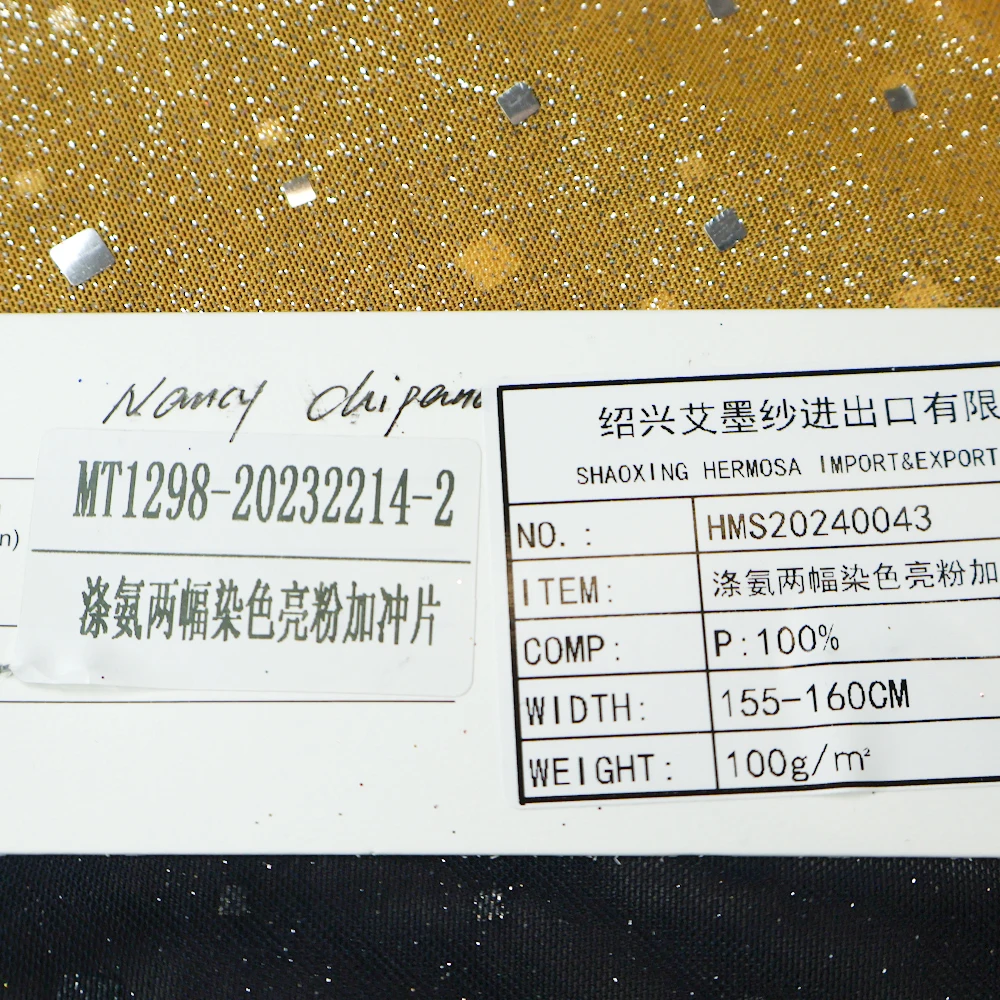 Nancy
n)
MT1298-20232214-2
涤氨两幅染色亮粉加冲片
绍兴艾墨纱进出口有限
SHAOXING HERMOSA IMPORT&EXPORT
NO.: HMS20240043
ITEM: 涤氨两幅染色亮粉加
COMP: P:100%
WIDTH: 155-160CM
WEIGHT: 100g/m²